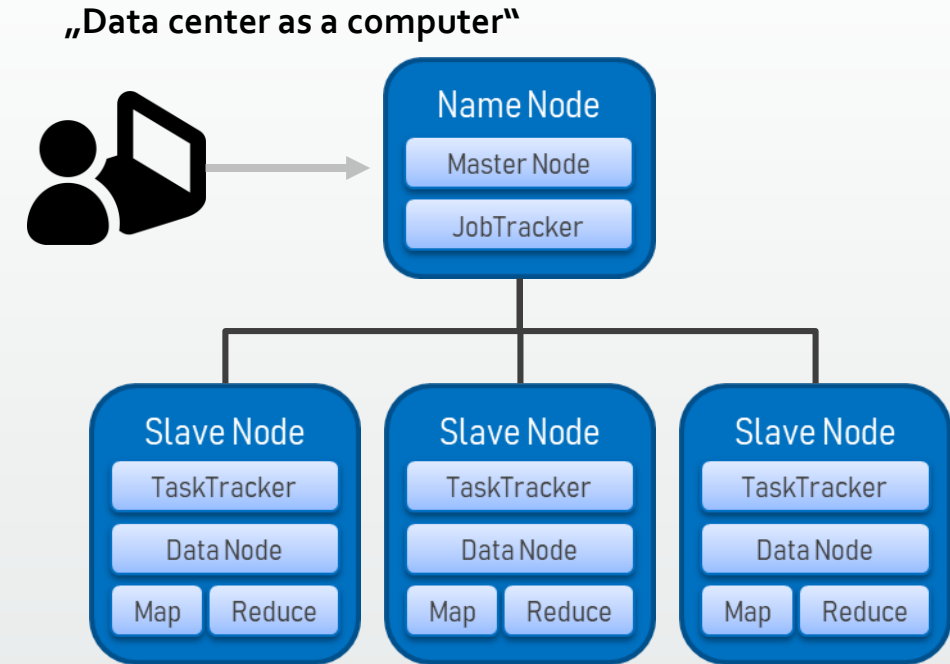 „Data center as a computer“
Name Node
Master Node
JobTracker
Slave Node
TaskTracker
Data Node
Map Reduce
Slave Node
TaskTracker
Data Node
Map Reduce
Slave Node
TaskTracker
Data Node
Map Reduce